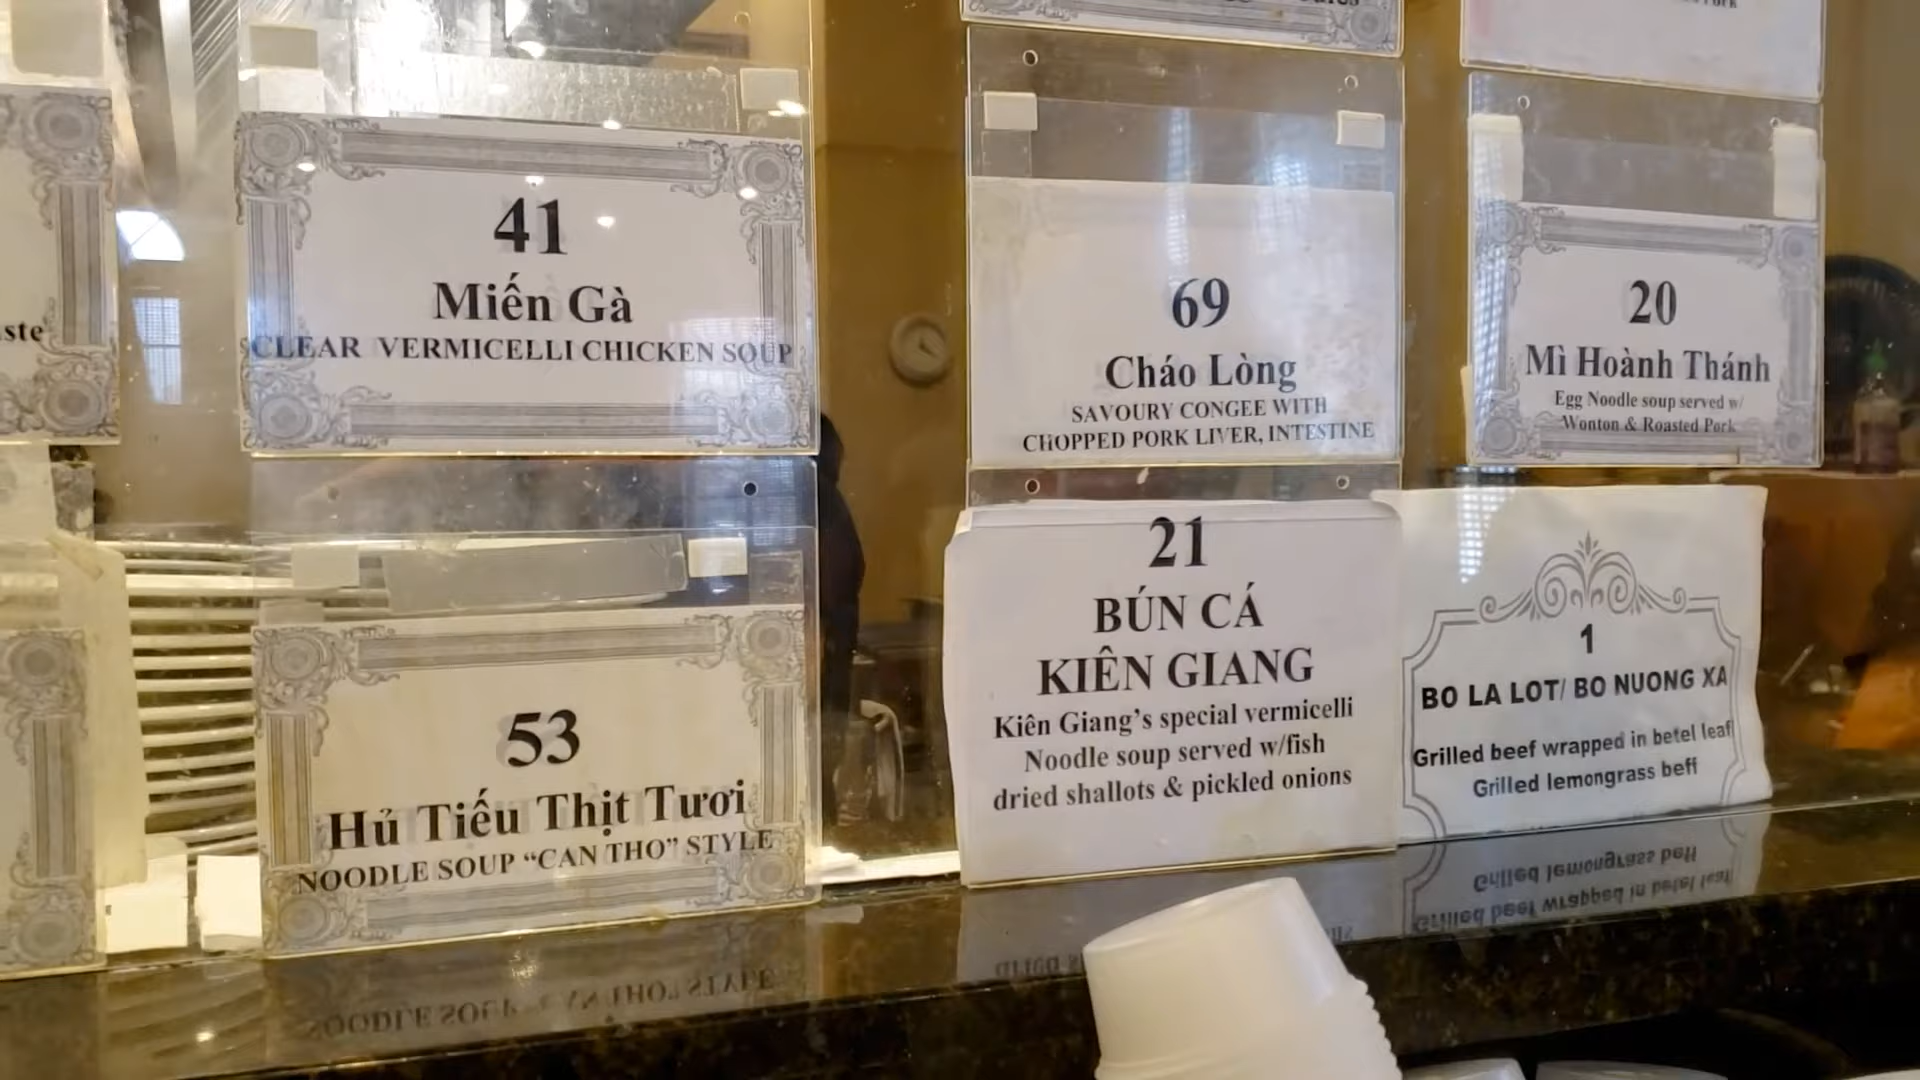 ste
41
Miến Gà
CLEAR VERMICELLI CHICKEN SOUP
53
Hủ Tiếu Thịt Tươi
NOODLE SOUP “CAN THO” STYLE
69
Cháo Lòng
SAVOURY CONGEE WITH
CHOPPED PORK LIVER, INTESTINE
20
Mì Hoành Thánh
Egg Noodle soup served w/
Wonton & Roasted Pork
21
BÚN CÁ
KIÊN GIANG
Kiên Giang’s special vermicelli
Noodle soup served w/fish
dried shallots & pickled onions
1
BO LA LOT/ BO NUONG XA
Grilled beef wrapped in betel leaf
Grilled lemongrass beff